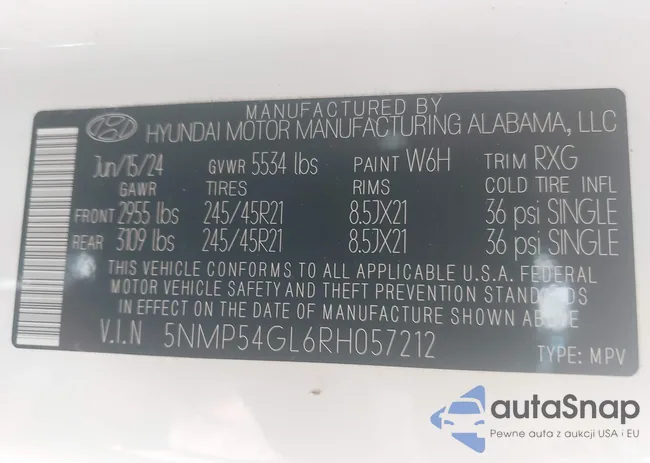 MANUFACTURED BY
HYUNDAI MOTOR MANUFACTURING ALABAMA, LLC
Jun/15/24 GVWR 5534 lbs PAINT W6H TRIM RXG
GAWR TIRES RIMS COLD TIRE INFL
FRONT 2955 lbs 245/45R21 8.5JX21 36 psi SINGLE
REAR 3109 lbs 245/45R21 8.5JX21 36 psi SINGLE
THIS VEHICLE CONFORMS TO ALL APPLICABLE U.S.A. FEDERAL
MOTOR VEHICLE SAFETY AND THEFT PREVENTION STANDARDS
IN EFFECT ON THE DATE OF MANUFACTURE SHOWN ABOVE.
V.I.N 5NMP54GL6RH057212 TYPE: MPV
autaSnap
Pewne auta z aukcji USA i EU